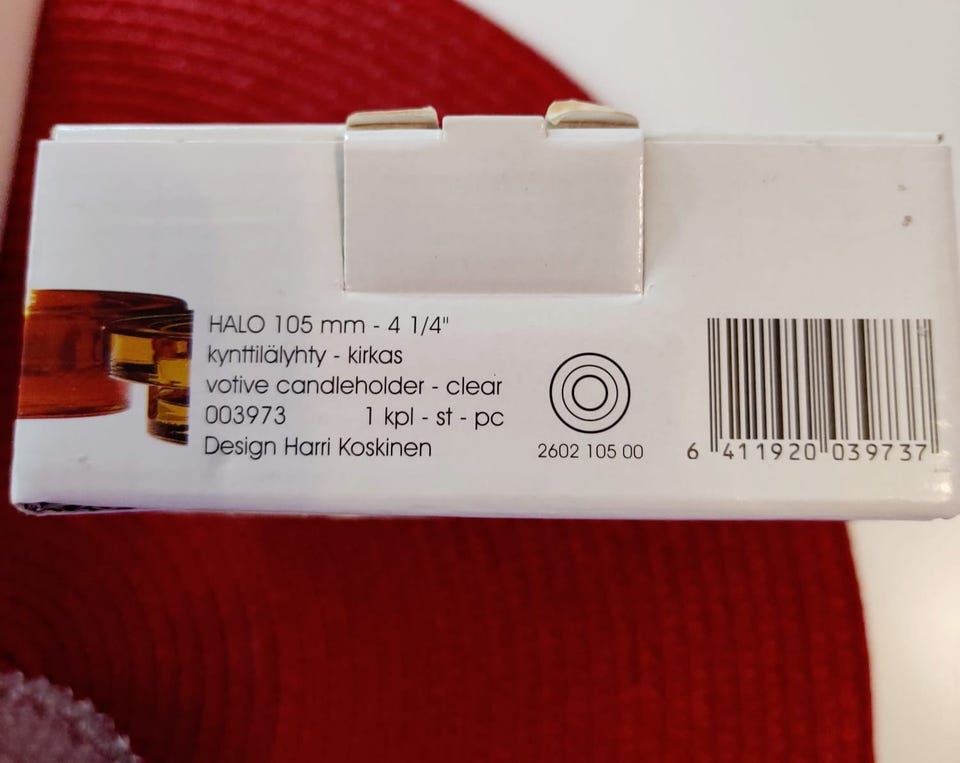 HALO 105 mm - 4 1/4"
kynttilälyhty - kirkas
votive candleholder - clear
003973 1 kpl - st - pc
Design Harri Koskinen
2602 105 00
6 411920 039737